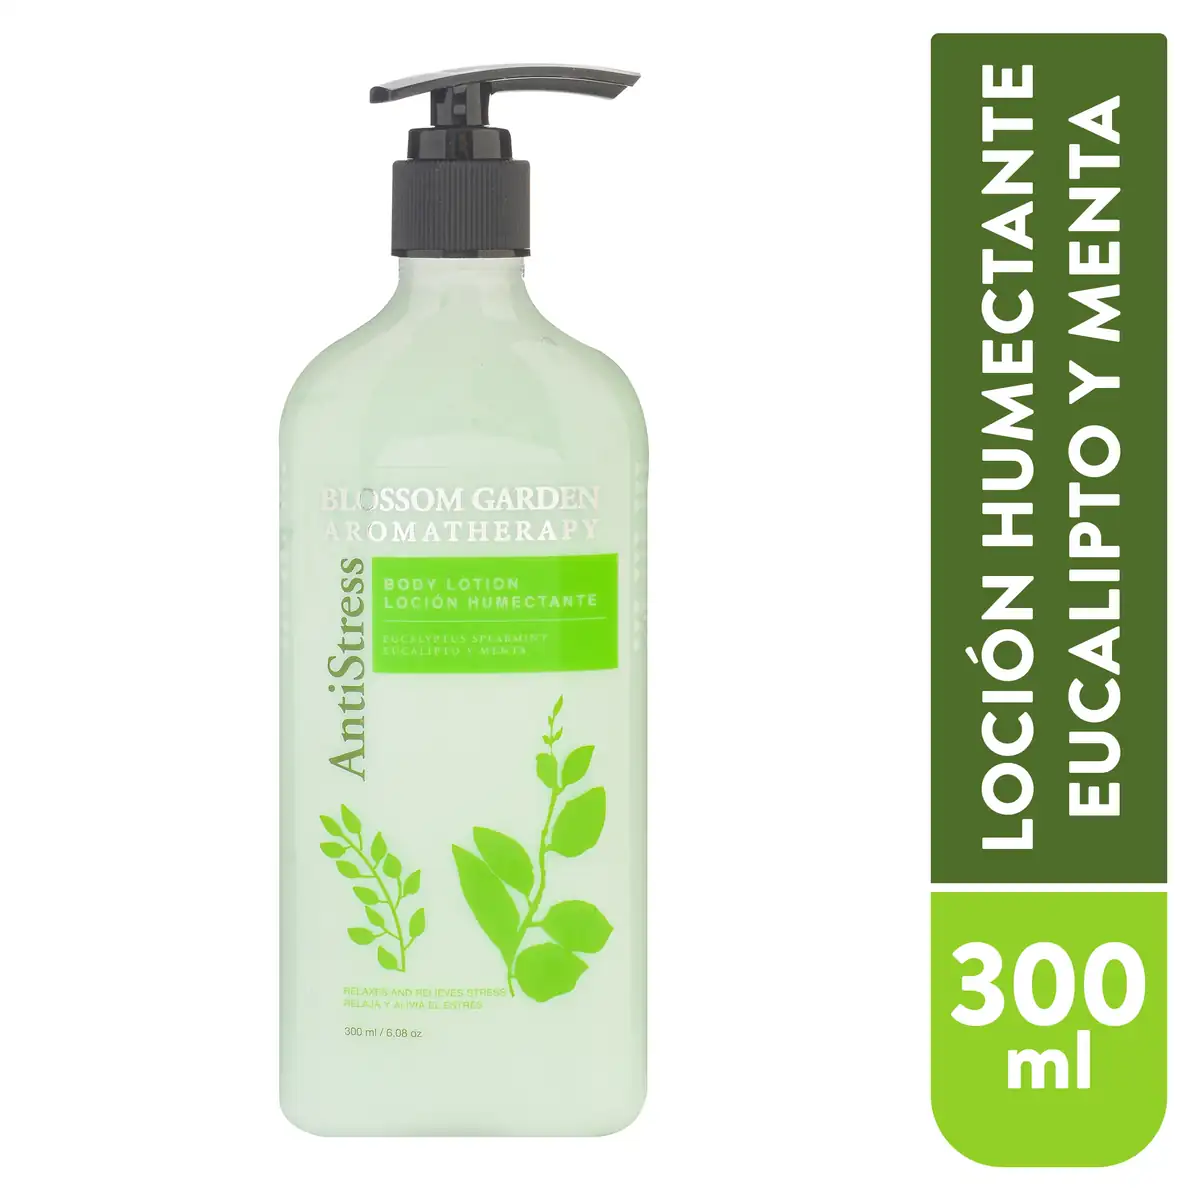 BLOSSOM GARDEN
AROMATHERAPY
AntiStress
BODY LOTION
LOCIÓN HUMECTANTE
EUCALYPTUS SPEARMINT
EUCALIPTO Y MENTA
RELAXES AND RELIEVES STRESS
RELAJA Y ALIVIA EL ESTRÉS
300 ml / 6,08 oz
LOCIÓN HUMECTANTE
EUCALIPTO Y MENTA
300
ml